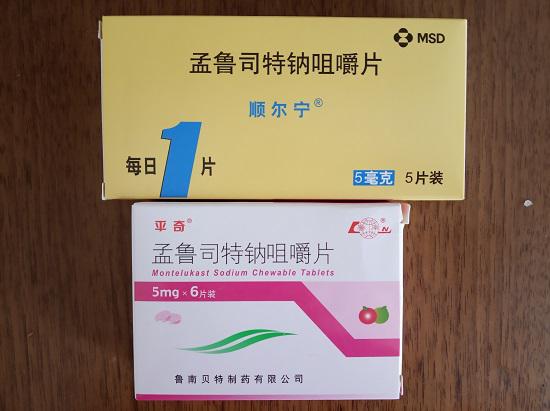 MSD
孟鲁司特钠咀嚼片
顺尔宁®
每日1片
5毫克 5片装
平奇®
孟鲁司特钠咀嚼片
Montelukast Sodium Chewable Tablets
5mg×6片装
鲁南贝特制药有限公司